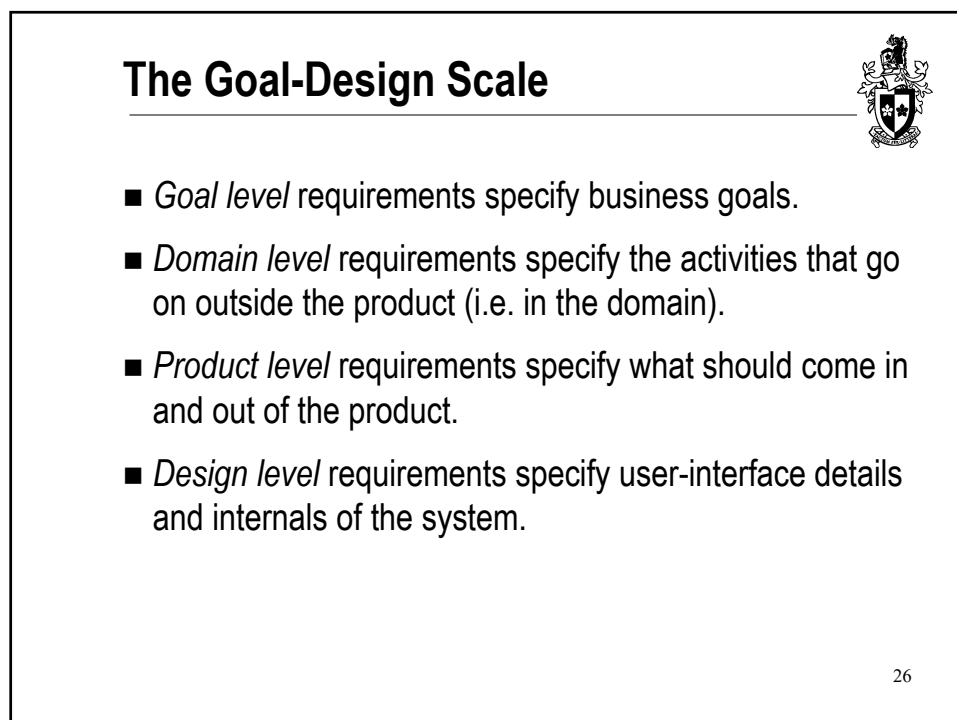 The Goal-Design Scale
■ Goal level requirements specify business goals.
■ Domain level requirements specify the activities that go
on outside the product (i.e. in the domain).
■ Product level requirements specify what should come in
and out of the product.
■ Design level requirements specify user-interface details
and internals of the system.
26